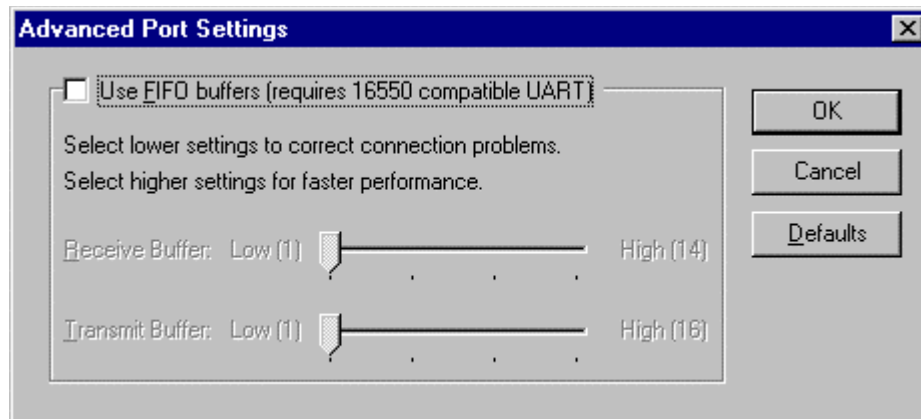 Advanced Port Settings
Use FIFO buffers (requires 16550 compatible UART)
Select lower settings to correct connection problems.
Select higher settings for faster performance.
Receive Buffer: Low (1) High (14)
Transmit Buffer: Low (1) High (16)
OK
Cancel
Defaults